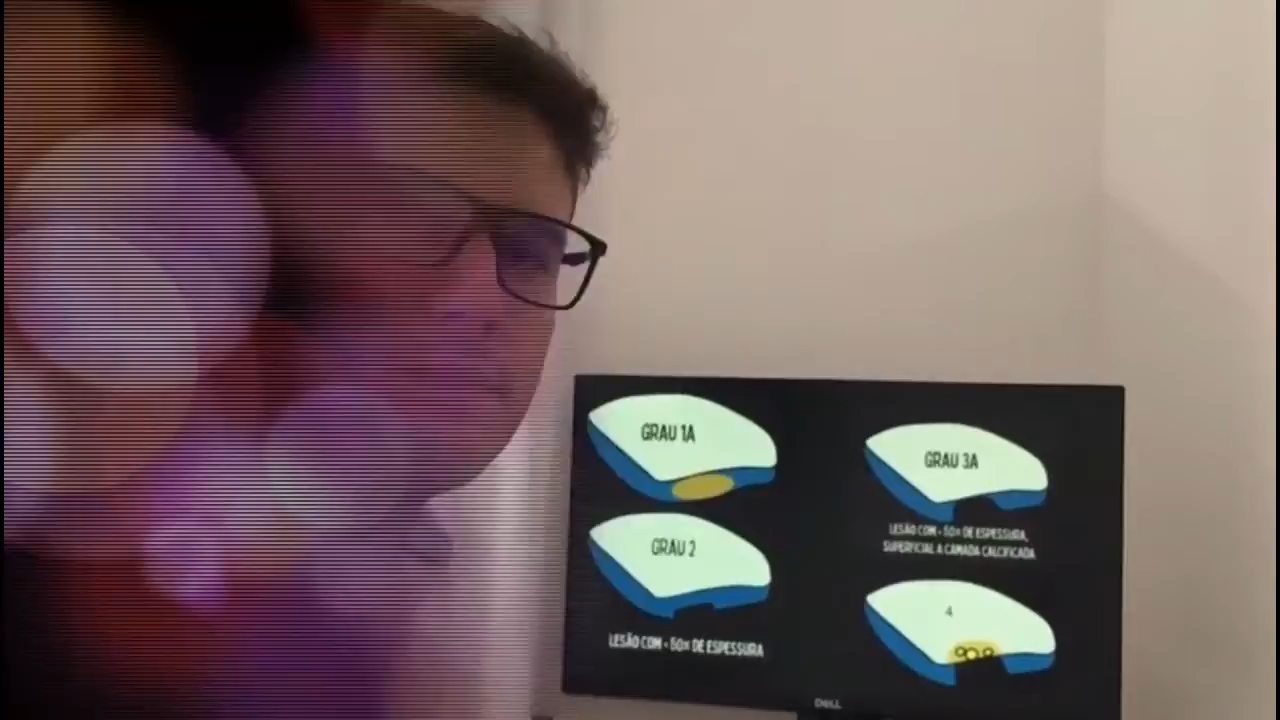 GRAU 1A
GRAU 2
LESÃO COM - 50% DE ESPESSURA
GRAU 3A
LESÃO COM + 50% DE ESPESSURA,
SUPERFICIAL A CAMADA CALCIFICADA
4
DELL